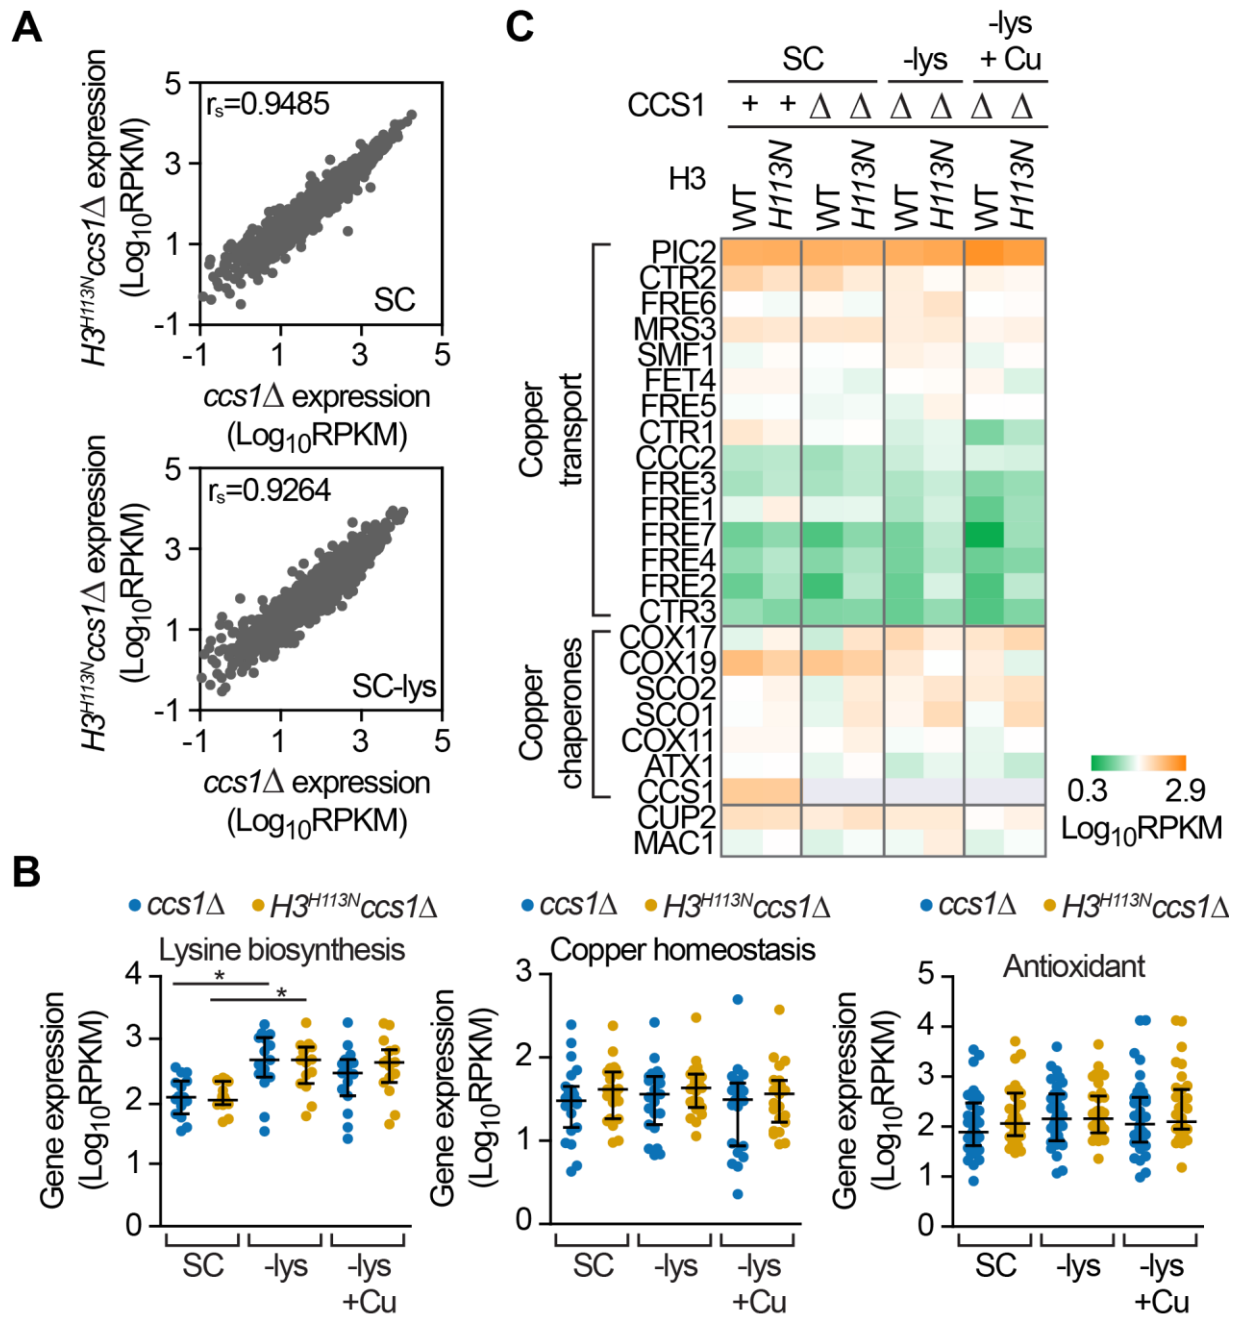 A
H3^H113N ccs1Δ expression
(Log10RPKM)
5
3
1
-1
rs=0.9485
SC
-1 1 3 5
ccs1Δ expression
(Log10RPKM)
H3^H113N ccs1Δ expression
(Log10RPKM)
5
3
1
-1
rs=0.9264
SC-lys
-1 1 3 5
ccs1Δ expression
(Log10RPKM)
C
SC -lys -lys + Cu
CCS1 + + Δ Δ Δ Δ Δ Δ
H3 WT H113N WT H113N WT H113N WT H113N
Copper transport
PIC2
CTR2
FRE6
MRS3
SMF1
FET4
FRE5
CTR1
CCC2
FRE3
FRE1
FRE7
FRE4
FRE2
CTR3
Copper chaperones
COX17
COX19
SCO2
SCO1
COX11
ATX1
CCS1
CUP2
MAC1
0.3 2.9
Log10RPKM
B
ccs1Δ H3^H113N ccs1Δ
Lysine biosynthesis
Gene expression
(Log10RPKM)
4
3
2
1
0
*
*
SC -lys -lys
+Cu
ccs1Δ H3^H113N ccs1Δ
Copper homeostasis
Gene expression
(Log10RPKM)
3
2
1
0
SC -lys -lys
+Cu
ccs1Δ H3^H113N ccs1Δ
Antioxidant
Gene expression
(Log10RPKM)
5
4
3
2
1
0
SC -lys -lys
+Cu